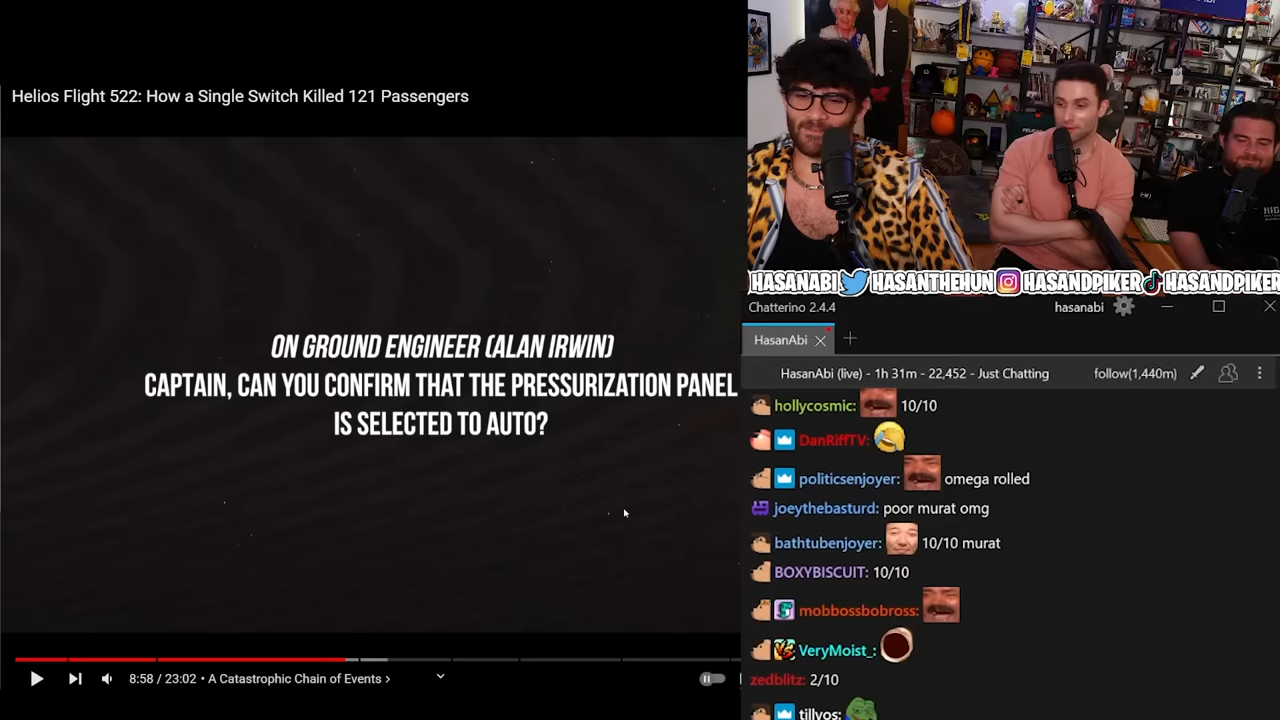 Helios Flight 522: How a Single Switch Killed 121 Passengers
ON GROUND ENGINEER (ALAN IRWIN)
CAPTAIN, CAN YOU CONFIRM THAT THE PRESSURIZATION PANEL
IS SELECTED TO AUTO?
8:58 / 23:02 • A Catastrophic Chain of Events ›
HASANABI HASANTHEHUN HASANDPIKER HASANDPIKER
Chatterino 2.4.4
hasanabi
HasanAbi
HasanAbi (live) - 1h 31m - 22,452 - Just Chatting
follow(1,440m)
hollycosmic: 10/10
DanRiffTV:
politicsenjoyer: omega rolled
joeythebasturd: poor murat omg
bathtubenjoyer: 10/10 murat
BOXYBISCUIT: 10/10
mobbossbobross:
VeryMoist_:
zedblitz: 2/10
tillyos: